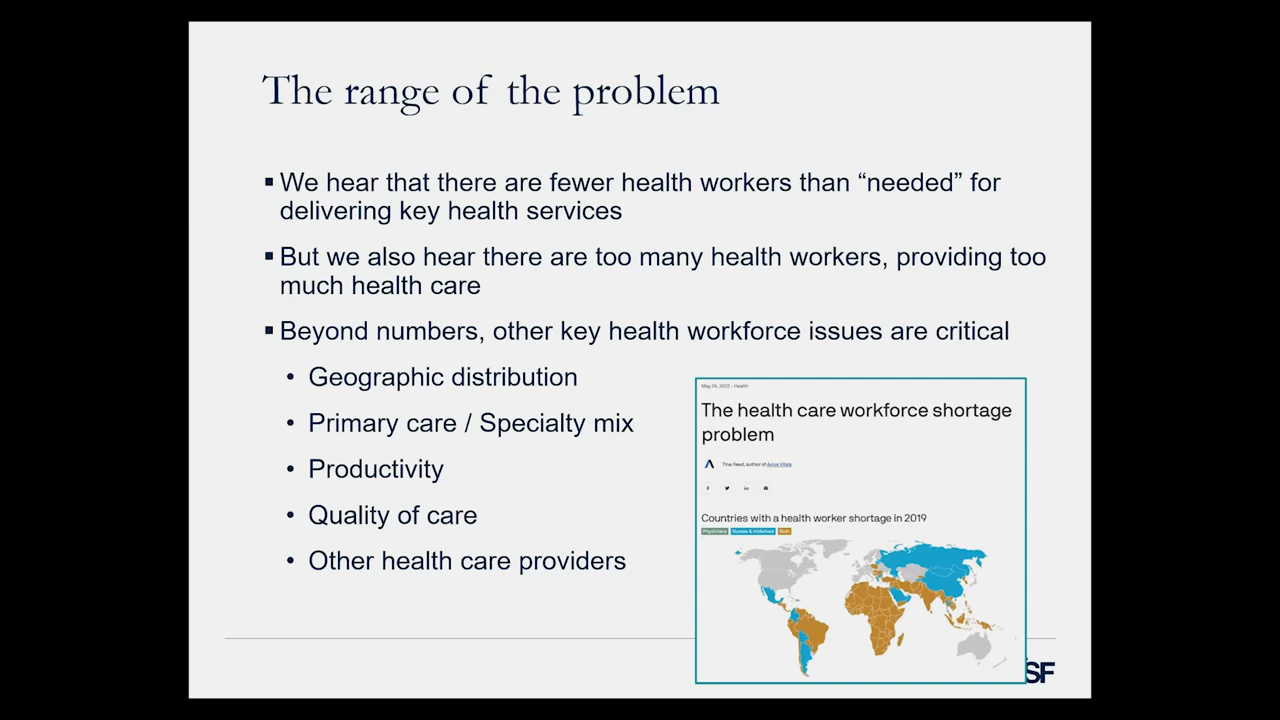 The range of the problem
▪ We hear that there are fewer health workers than “needed” for
delivering key health services
▪ But we also hear there are too many health workers, providing too
much health care
▪ Beyond numbers, other key health workforce issues are critical
• Geographic distribution
• Primary care / Specialty mix
• Productivity
• Quality of care
• Other health care providers
May 24, 2022 - Health
The health care workforce shortage
problem
Tina Reed, author of Axios Vitals
Countries with a health worker shortage in 2019
Physicians Nurses & midwives Both
SF